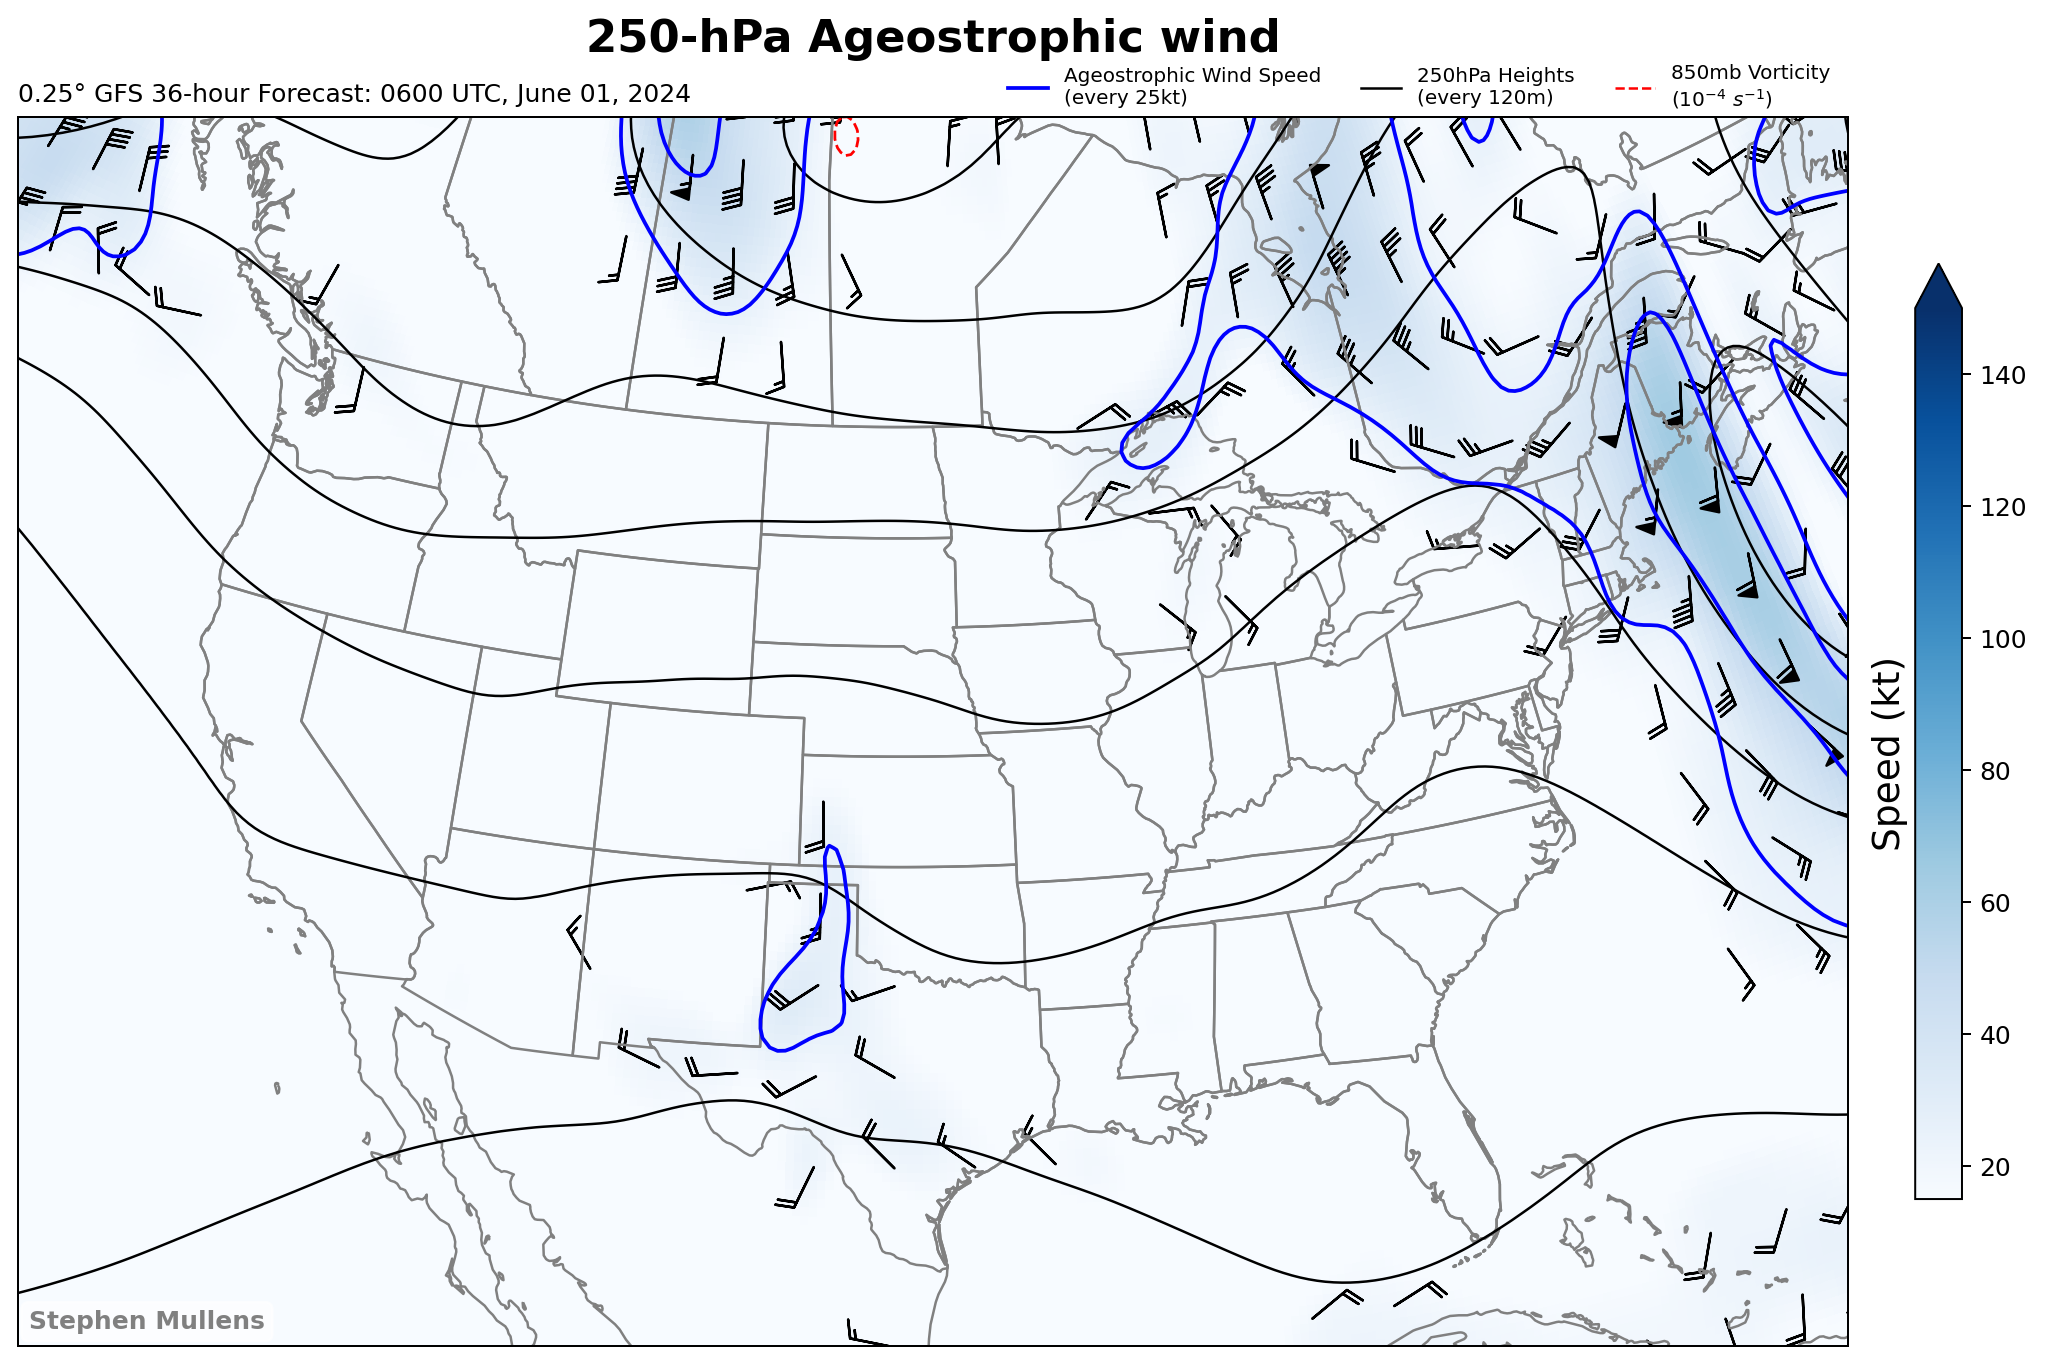 250-hPa Ageostrophic wind
0.25° GFS 36-hour Forecast: 0600 UTC, June 01, 2024
Ageostrophic Wind Speed
(every 25kt)
250hPa Heights
(every 120m)
850mb Vorticity
(10⁻⁴ s⁻¹)
140
120
100
80
60
40
20
Speed (kt)
Stephen Mullens